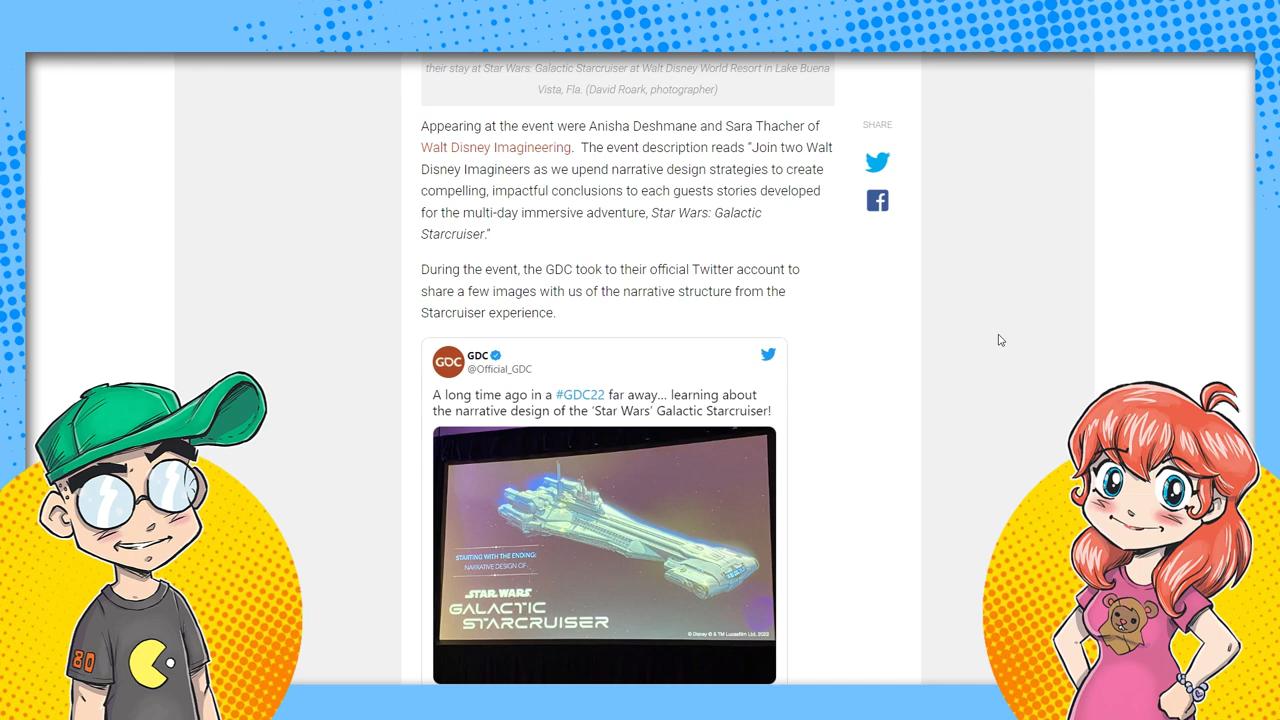 their stay at Star Wars: Galactic Starcruiser at Walt Disney World Resort in Lake Buena
Vista, Fla. (David Roark, photographer)
Appearing at the event were Anisha Deshmane and Sara Thacher of
Walt Disney Imagineering.  The event description reads “Join two Walt
Disney Imagineers as we upend narrative design strategies to create
compelling, impactful conclusions to each guests stories developed
for the multi-day immersive adventure, Star Wars: Galactic
Starcruiser.”
SHARE
During the event, the GDC took to their official Twitter account to
share a few images with us of the narrative structure from the
Starcruiser experience.
GDC
GDC
@Official_GDC
A long time ago in a #GDC22 far away... learning about
the narrative design of the ‘Star Wars’ Galactic Starcruiser!
STARTING WITH THE ENDING:
NARRATIVE DESIGN OF
STAR WARS
GALACTIC
STARCRUISER
© Disney © & TM Lucasfilm Ltd. 2022
80